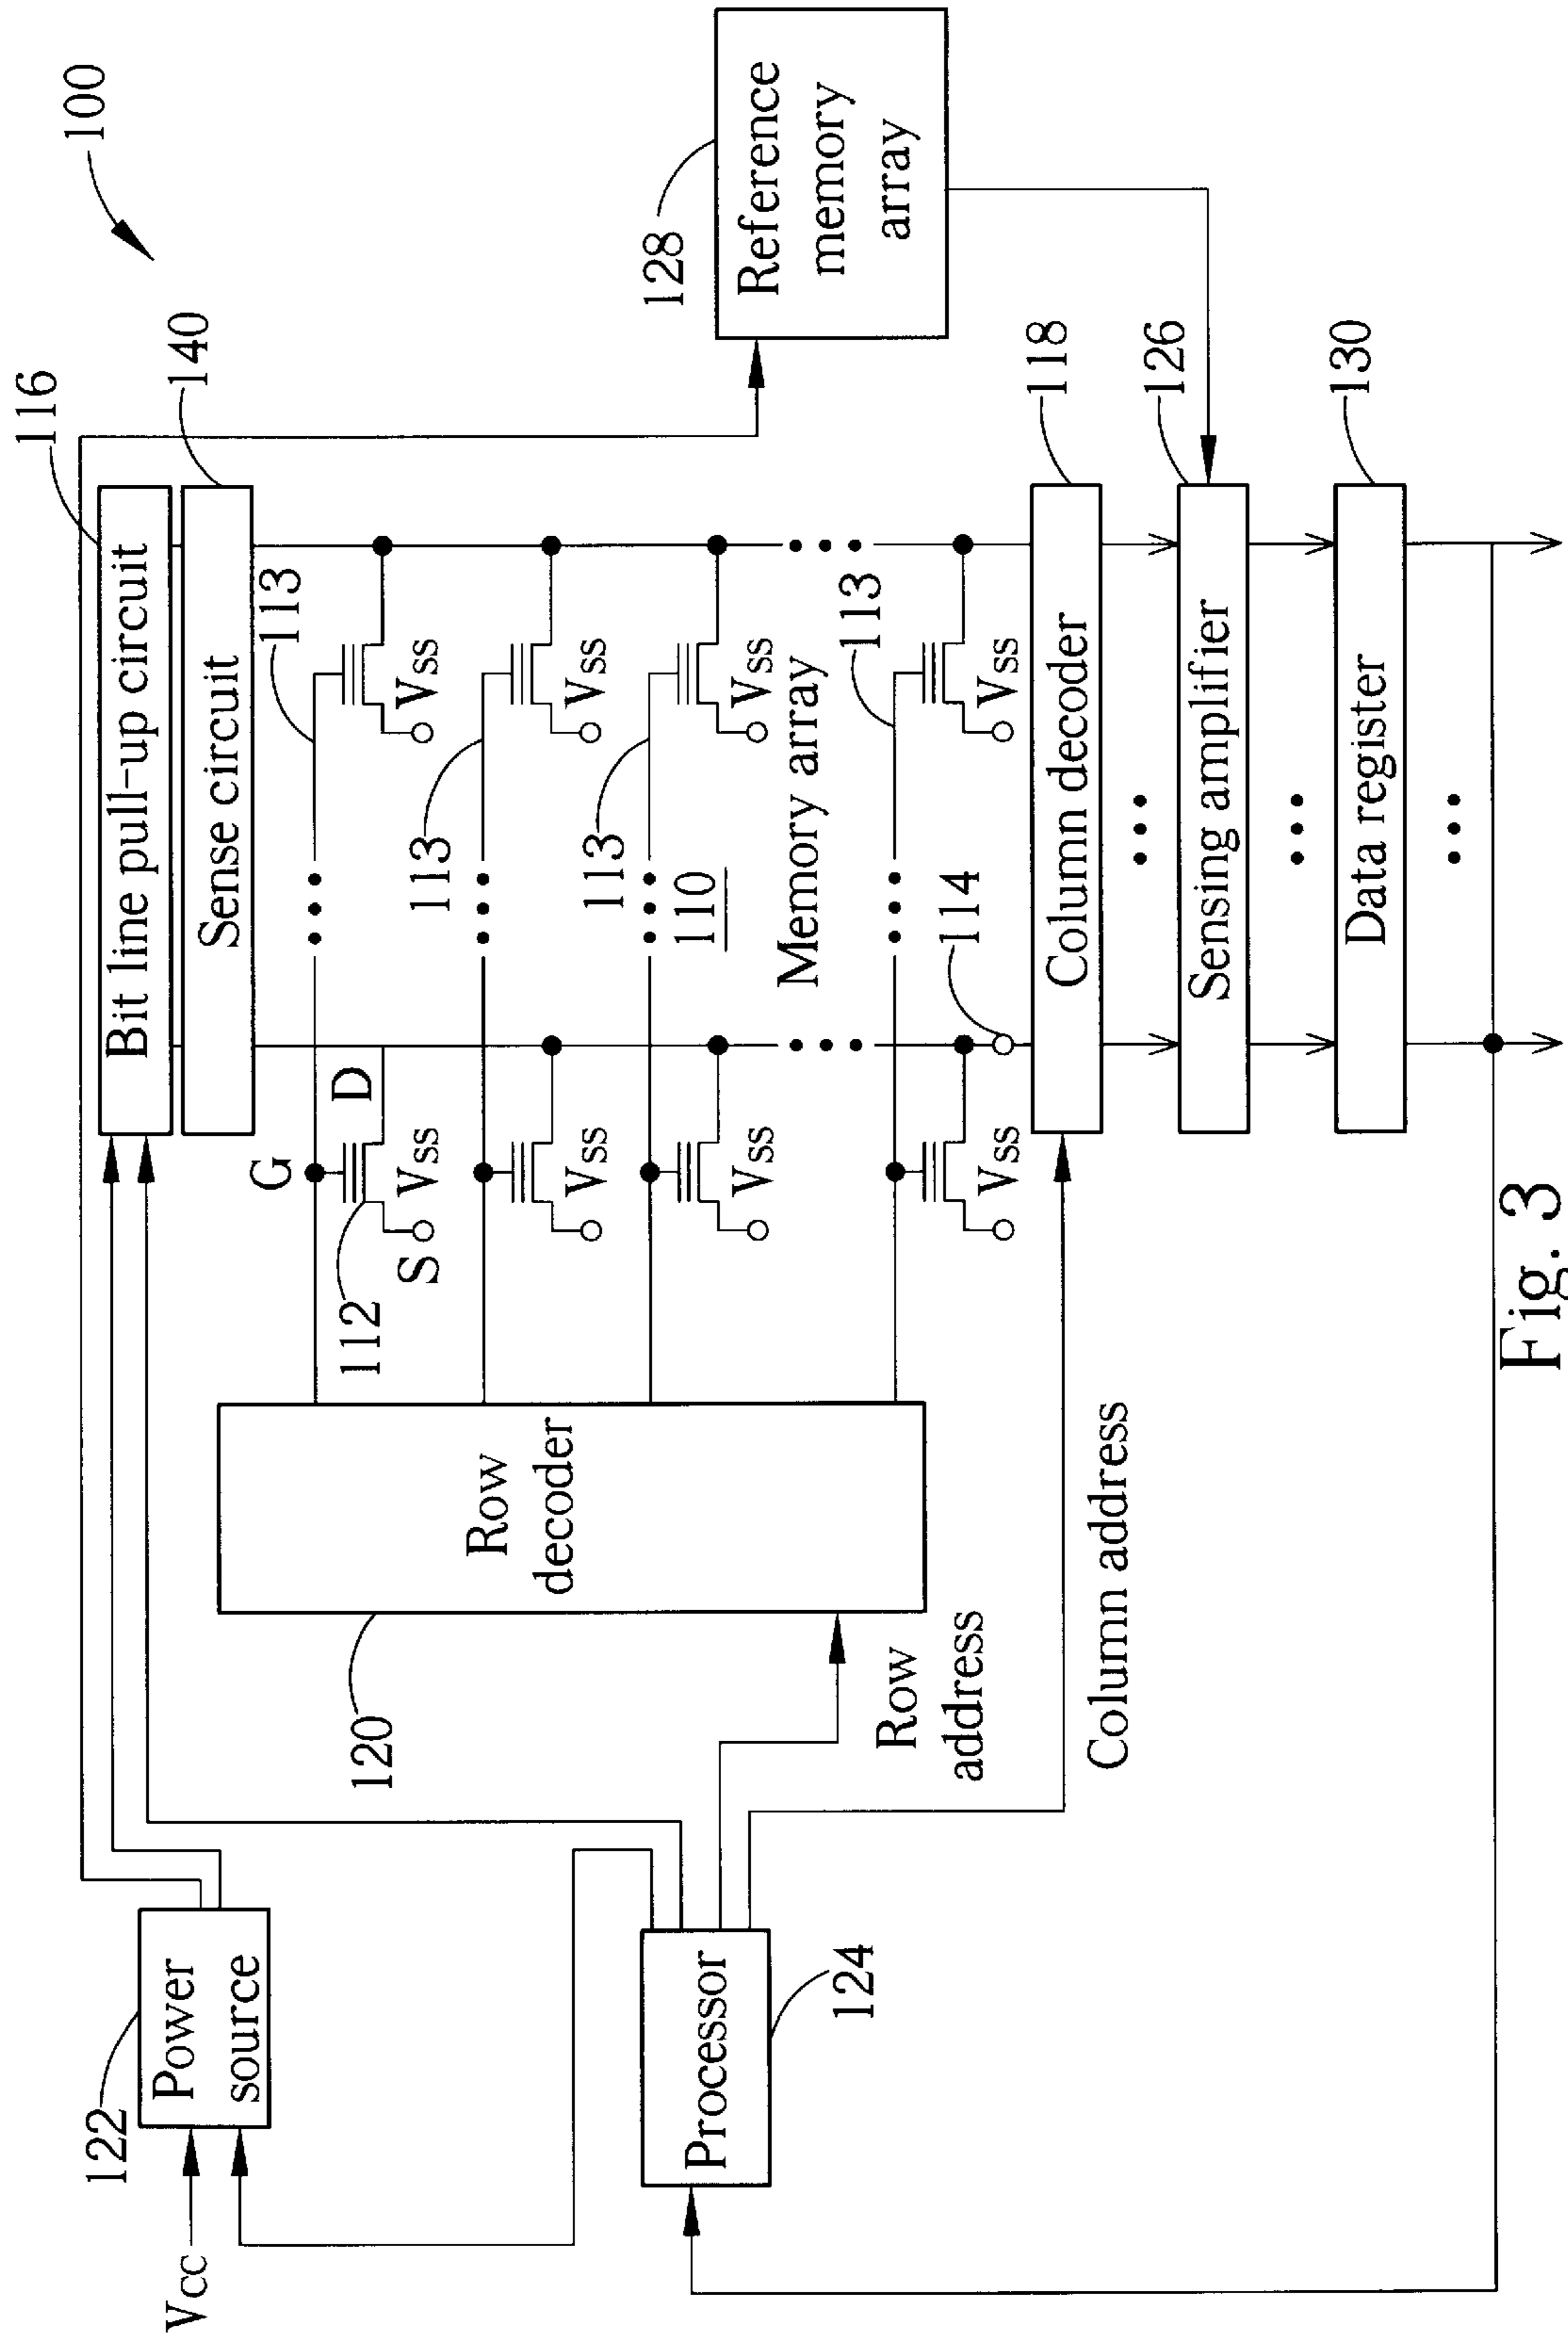 100
116
Bit line pull-up circuit
140
Sense circuit
122
Power
source
Vcc
G
D
S
112
Vss
113
Vss
Vss
113
Vss
Vss
113
Vss
110
Memory array
113
Vss
Vss
114
120
Row
decoder
128
Reference
memory
array
Processor
124
Row
address
Column address
Column decoder
118
Sensing amplifier
126
Data register
130
Fig. 3